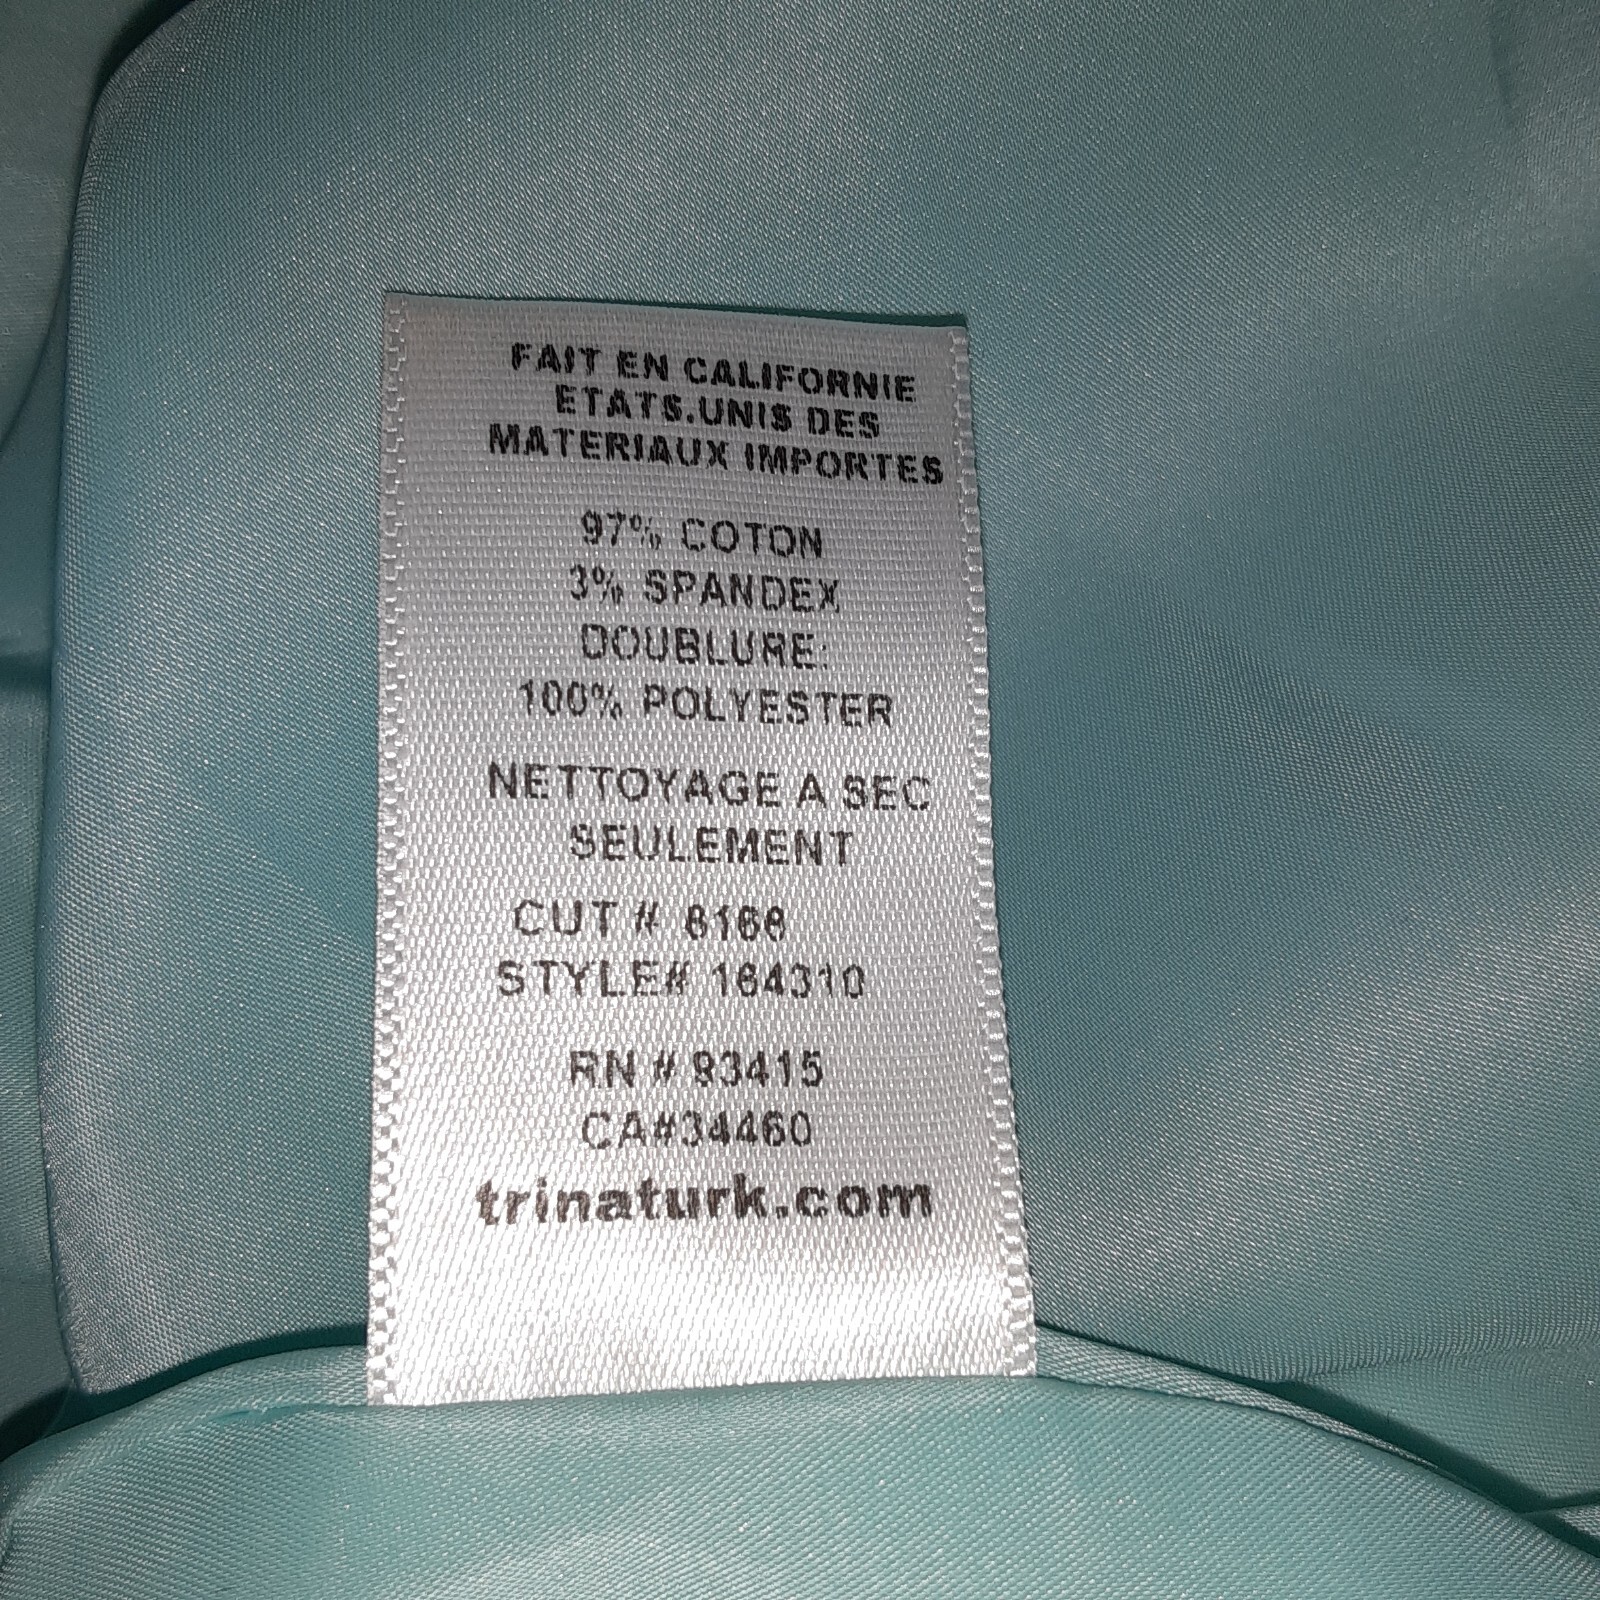 FAIT EN CALIFORNIE
ETATS.UNIS DES
MATERIAUX IMPORTES
97% COTON
3% SPANDEX
DOUBLURE:
100% POLYESTER
NETTOYAGE A SEC
SEULEMENT
CUT # 6166
STYLE# 164310
RN # 93415
CA#34460
trinaturk.com